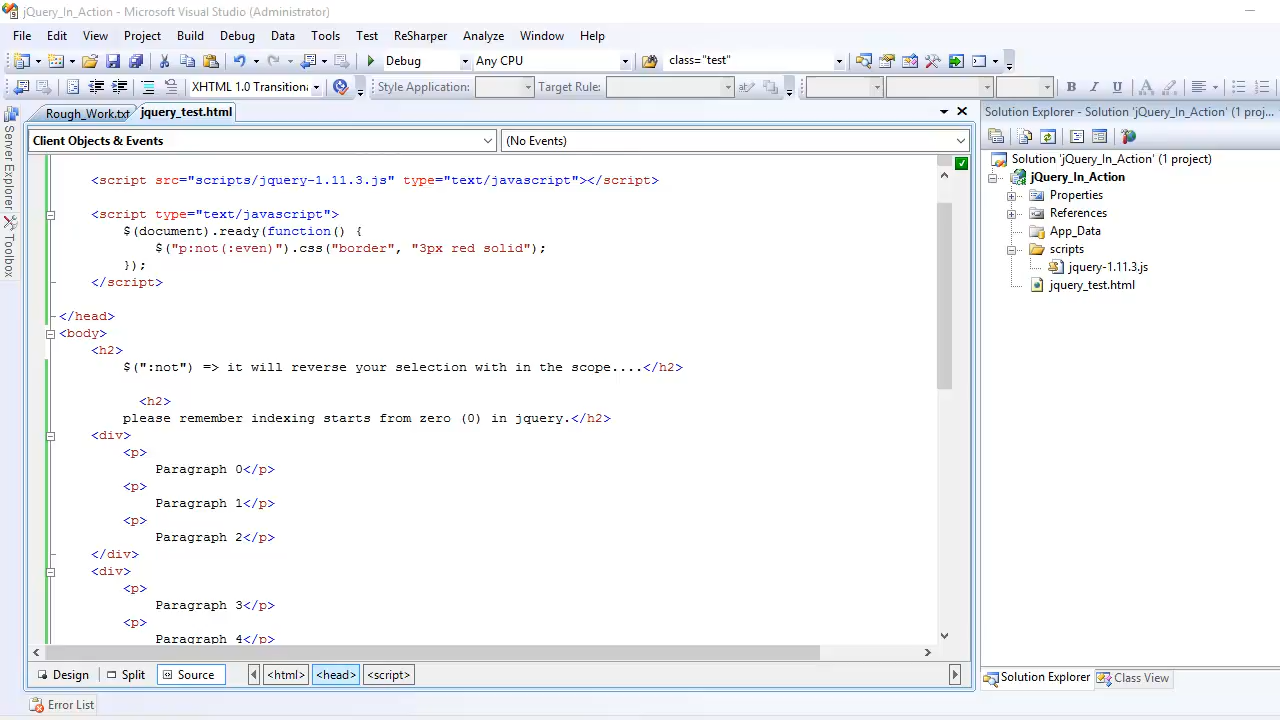 jQuery_In_Action - Microsoft Visual Studio (Administrator)
File Edit View Project Build Debug Data Tools Test ReSharper Analyze Window Help
Debug Any CPU class="test"
XHTML 1.0 Transition Style Application: Target Rule: B I U A
Rough_Work.txt jquery_test.html
Client Objects & Events (No Events)
<script src="scripts/jquery-1.11.3.js" type="text/javascript"></script>
<script type="text/javascript">
$(document).ready(function() {
$("p:not(:even)").css("border", "3px red solid");
});
</script>
</head>
<body>
<h2>
$(":not") => it will reverse your selection with in the scope....</h2>
<h2>
please remember indexing starts from zero (0) in jquery.</h2>
<div>
<p>
Paragraph 0</p>
<p>
Paragraph 1</p>
<p>
Paragraph 2</p>
</div>
<div>
<p>
Paragraph 3</p>
<p>
Paragraph 4</p>
Design Split Source <html> <head> <script>
Error List
Server Explorer
Toolbox
Solution Explorer - Solution 'jQuery_In_Action' (1 proj...
Solution 'jQuery_In_Action' (1 project)
jQuery_In_Action
Properties
References
App_Data
scripts
jquery-1.11.3.js
jquery_test.html
Solution Explorer Class View